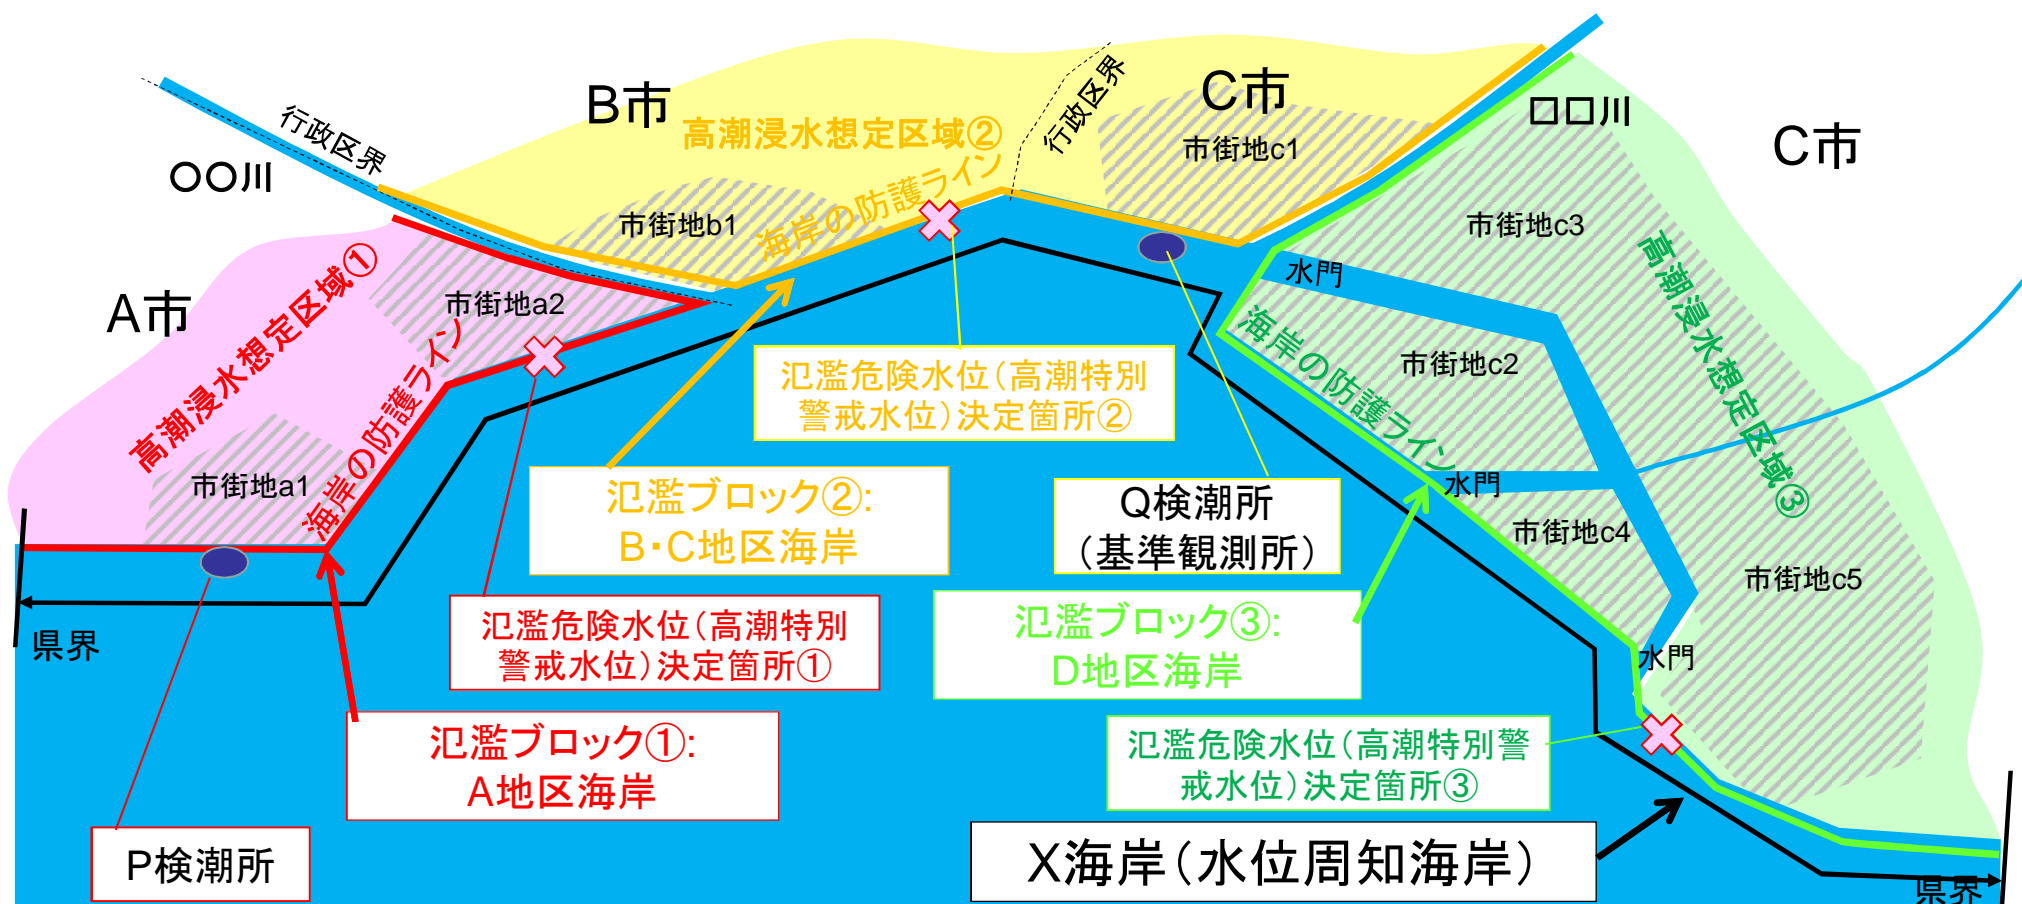 B市
C市
行政区界
高潮浸水想定区域②
行政区界
□□川
C市
市街地c1
○○川
海岸の防護ライン
市街地b1
市街地c3
高潮浸水想定区域①
水門
高潮浸水想定区域③
A市
市街地a2
海岸の防護ライン
市街地c2
氾濫危険水位（高潮特別
警戒水位）決定箇所②
海岸の防護ライン
市街地a1
水門
氾濫ブロック②:
B・C地区海岸
Q検潮所
（基準観測所）
市街地c4
市街地c5
県界
氾濫危険水位（高潮特別
警戒水位）決定箇所①
氾濫ブロック③:
D地区海岸
水門
氾濫ブロック①:
A地区海岸
氾濫危険水位（高潮特別警
戒水位）決定箇所③
P検潮所
X海岸（水位周知海岸）
県界